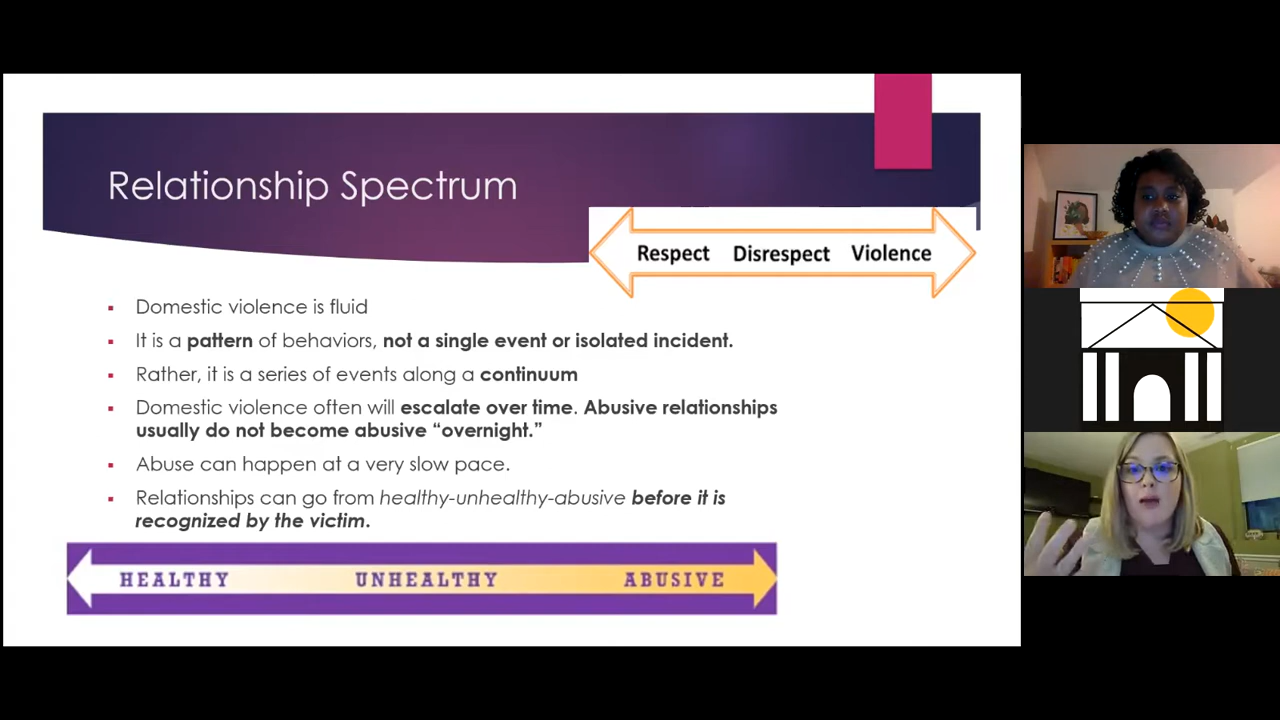 Relationship Spectrum
Respect Disrespect Violence
Domestic violence is fluid
It is a pattern of behaviors, not a single event or isolated incident.
Rather, it is a series of events along a continuum
Domestic violence often will escalate over time. Abusive relationships
usually do not become abusive “overnight.”
Abuse can happen at a very slow pace.
Relationships can go from healthy-unhealthy-abusive before it is
recognized by the victim.
HEALTHY UNHEALTHY ABUSIVE